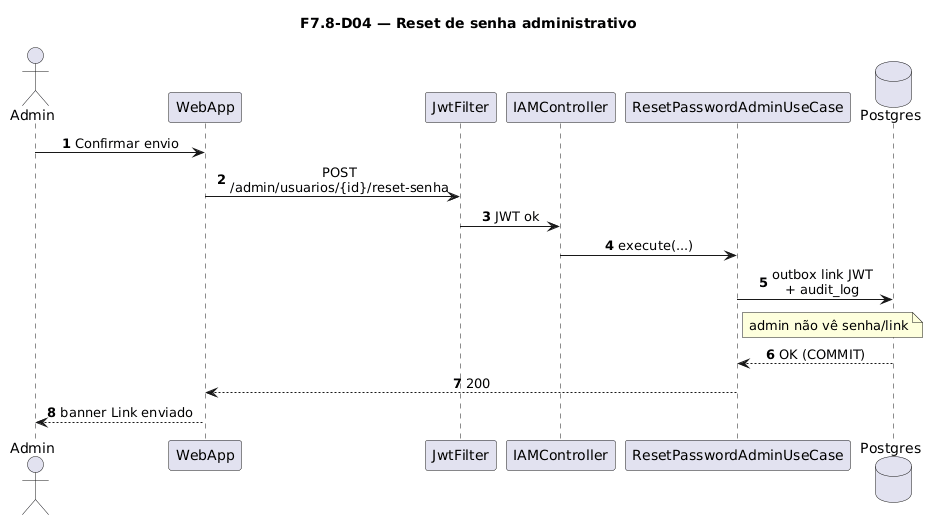 F7.8-D04 — Reset de senha administrativo
Admin
WebApp
JwtFilter
IAMController
ResetPasswordAdminUseCase
Postgres
1 Confirmar envio
2 POST
/admin/usuarios/{id}/reset-senha
3 JWT ok
4 execute(...)
5 outbox link JWT
+ audit_log
admin não vê senha/link
6 OK (COMMIT)
7 200
8 banner Link enviado
Admin
WebApp
JwtFilter
IAMController
ResetPasswordAdminUseCase
Postgres